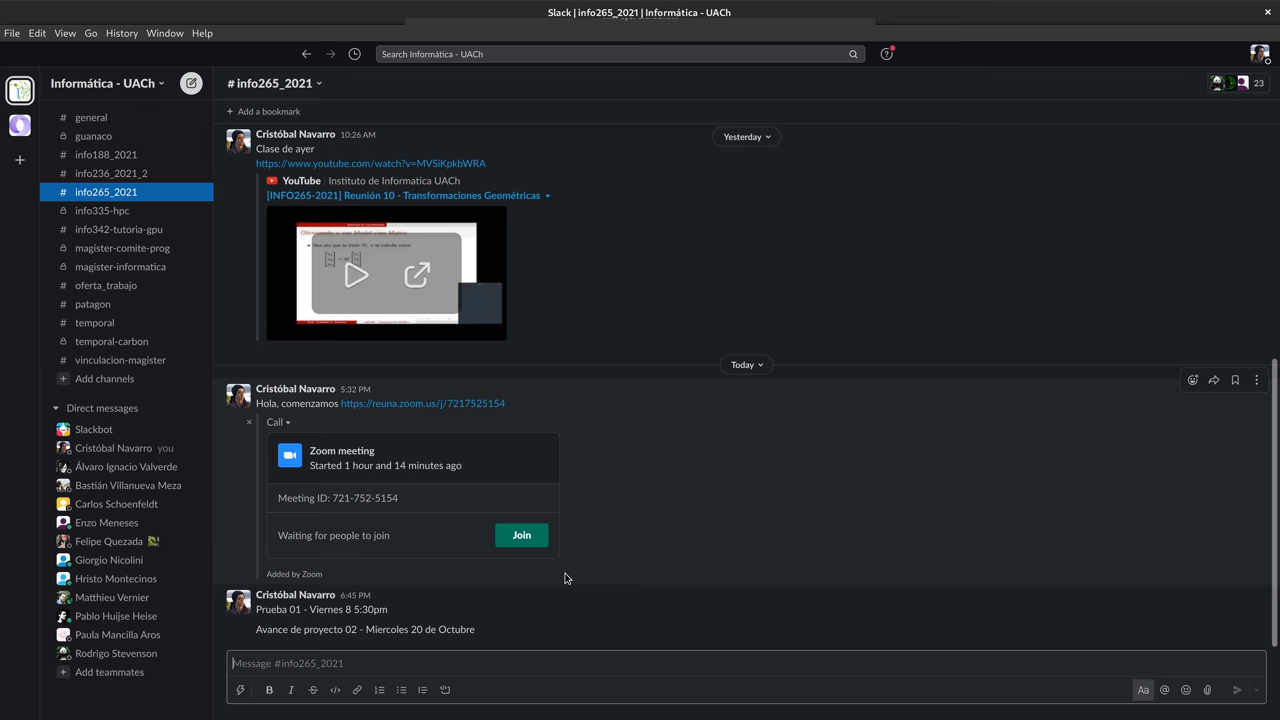 Slack | info265_2021 | Informática - UACh
File Edit View Go History Window Help
Search Informática - UACh
Informática - UACh
# info265_2021
23
Add a bookmark
# general
guanaco
# info188_2021
# info236_2021_2
# info265_2021
info335-hpc
# info342-tutoria-gpu
magister-comite-prog
# magister-informatica
# oferta_trabajo
# patagon
# temporal
temporal-carbon
# vinculacion-magister
+ Add channels
Direct messages
Slackbot
Cristóbal Navarro you
Álvaro Ignacio Valverde
Bastián Villanueva Meza
Carlos Schoenfeldt
Enzo Meneses
Felipe Quezada
Giorgio Nicolini
Hristo Montecinos
Matthieu Vernier
Pablo Huijse Heise
Paula Mancilla Aros
Rodrigo Stevenson
+ Add teammates
Yesterday
Cristóbal Navarro 10:26 AM
Clase de ayer
https://www.youtube.com/watch?v=MVSiKpkbWRA
YouTube | Instituto de Informatica UACh
[INFO265-2021] Reunión 10 - Transformaciones Geométricas
Today
Cristóbal Navarro 5:32 PM
Hola, comenzamos https://reuna.zoom.us/j/7217525154
Call
Zoom meeting
Started 1 hour and 14 minutes ago
Meeting ID: 721-752-5154
Waiting for people to join
Join
Added by Zoom
Cristóbal Navarro 6:45 PM
Prueba 01 - Viernes 8 5:30pm
Avance de proyecto 02 - Miercoles 20 de Octubre
Message #info265_2021
B I S
Aa @